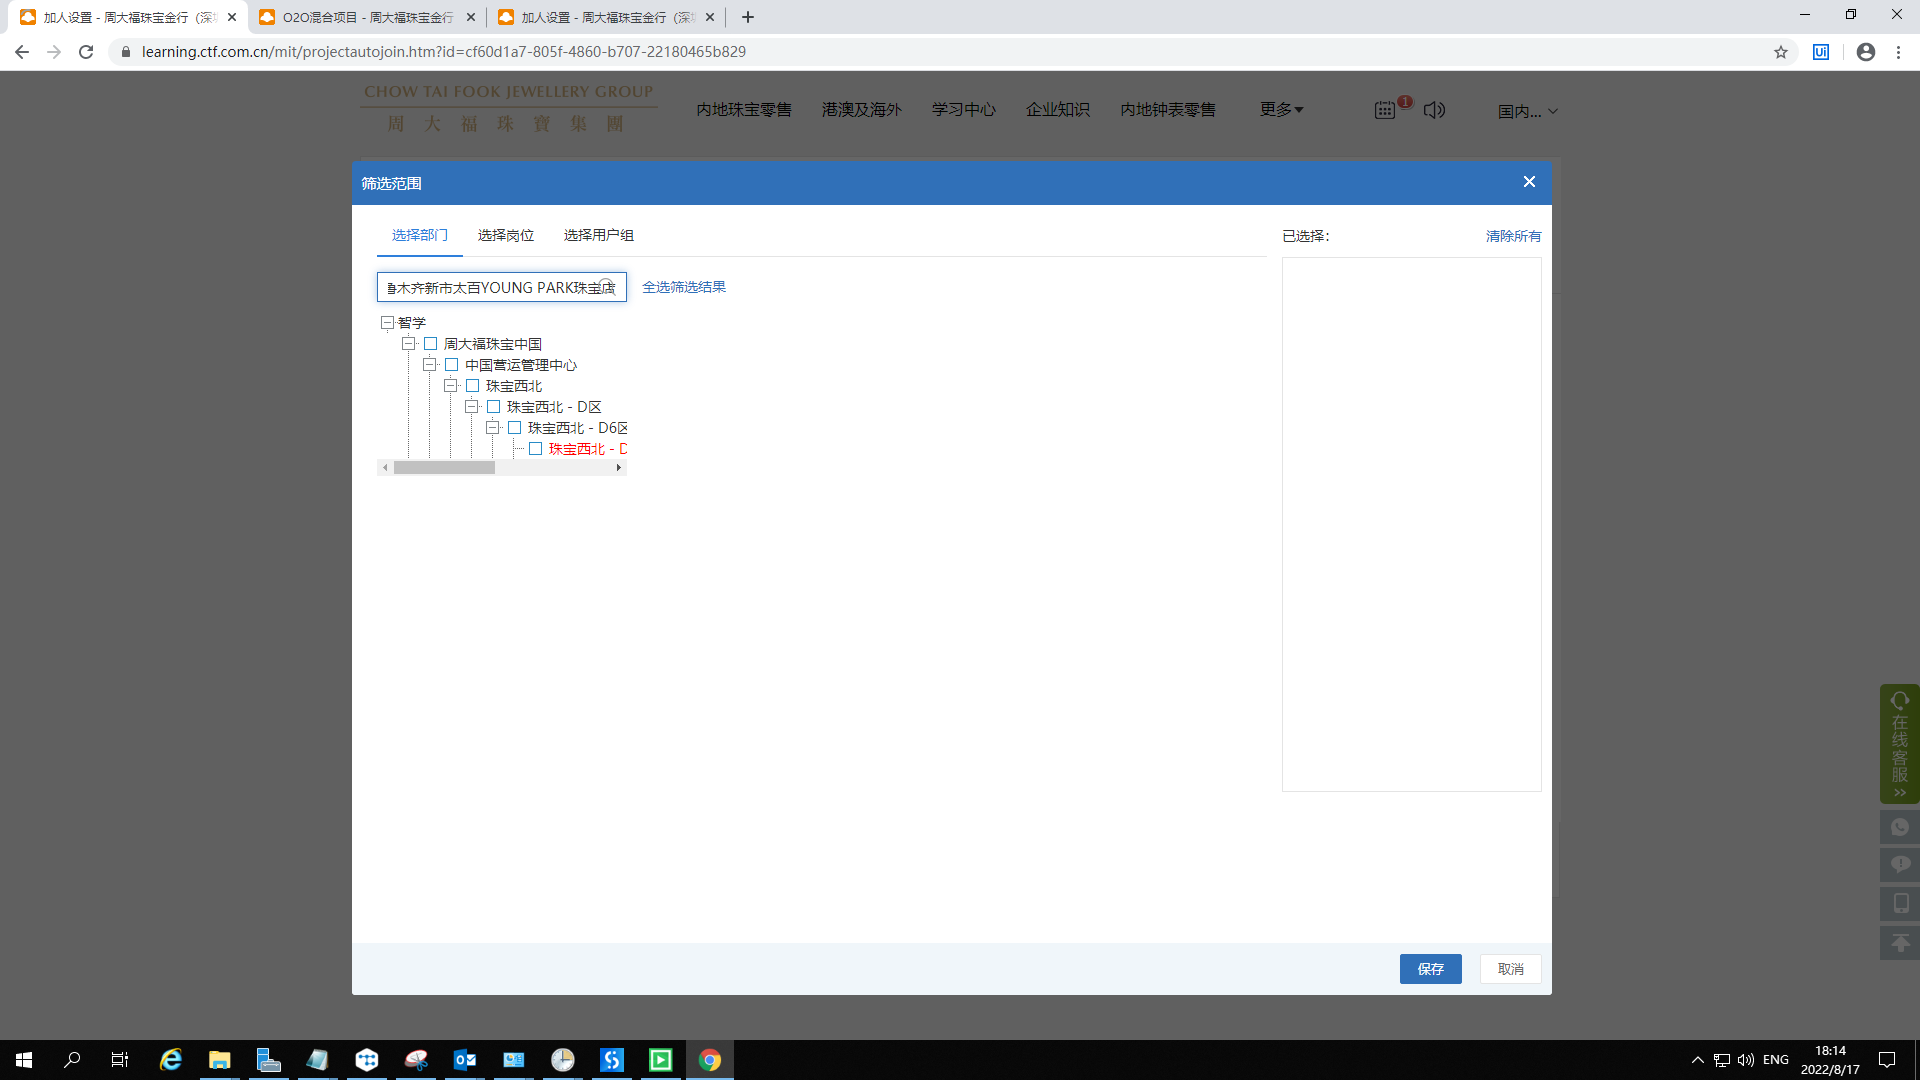 加人设置 - 周大福珠宝金行（深
O2O混合项目 - 周大福珠宝金行
加人设置 - 周大福珠宝金行（深
learning.ctf.com.cn/mit/projectautojoin.htm?id=cf60d1a7-805f-4860-b707-22180465b829
CHOW TAI FOOK JEWELLERY GROUP
周大福珠寶集團
内地珠宝零售 港澳及海外 学习中心 企业知识 内地钟表零售 更多
1
国内...
筛选范围
选择部门 选择岗位 选择用户组
已选择：
清除所有
木齐新市太百YOUNG PARK珠宝店
全选筛选结果
智学
周大福珠宝中国
中国营运管理中心
珠宝西北
珠宝西北 - D区
珠宝西北 - D6区
珠宝西北 - D
在线客服
保存 取消
ENG
18:14
2022/8/17